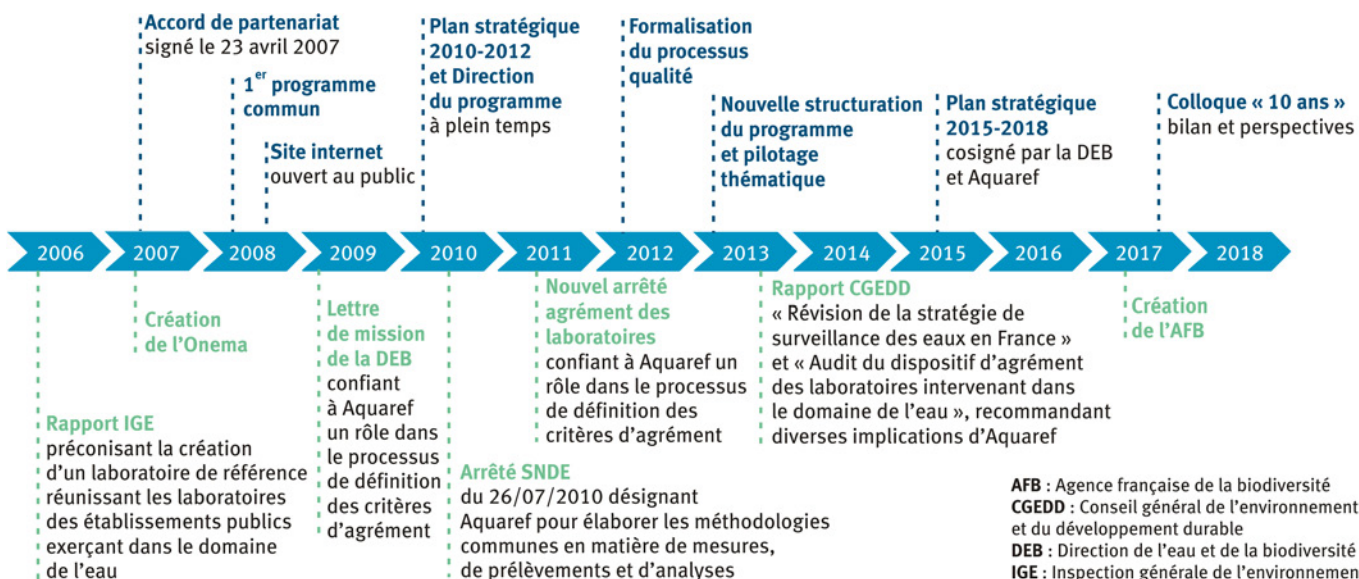 Accord de partenariat
signé le 23 avril 2007
1er programme
commun
Site internet
ouvert au public
Plan stratégique
2010-2012
et Direction
du programme
à plein temps
Formalisation
du processus
qualité
Nouvelle structuration
du programme
et pilotage
thématique
Plan stratégique
2015-2018
cosigné par la DEB
et Aquaref
Colloque « 10 ans »
bilan et perspectives
2006 2007 2008 2009 2010 2011 2012 2013 2014 2015 2016 2017 2018
Rapport IGE
préconisant la création
d’un laboratoire de référence
réunissant les laboratoires
des établissements publics
exerçant dans le domaine
de l’eau
Création
de l’Onema
Lettre
de mission
de la DEB
confiant
à Aquaref
un rôle dans
le processus
de définition
des critères
d’agrément
Arrêté SNDE
du 26/07/2010 désignant
Aquaref pour élaborer les méthodologies
communes en matière de mesures,
de prélèvements et d’analyses
Nouvel arrêté
agrément des
laboratoires
confiant à Aquaref un
rôle dans le processus
de définition des
critères d’agrément
Rapport CGEDD
« Révision de la stratégie de
surveillance des eaux en France »
et « Audit du dispositif d’agrément
des laboratoires intervenant dans
le domaine de l’eau », recommandant
diverses implications d’Aquaref
Création
de l’AFB
AFB : Agence française de la biodiversité
CGEDD : Conseil général de l’environnement
et du développement durable
DEB : Direction de l’eau et de la biodiversité
IGE : Inspection générale de l’environnemen